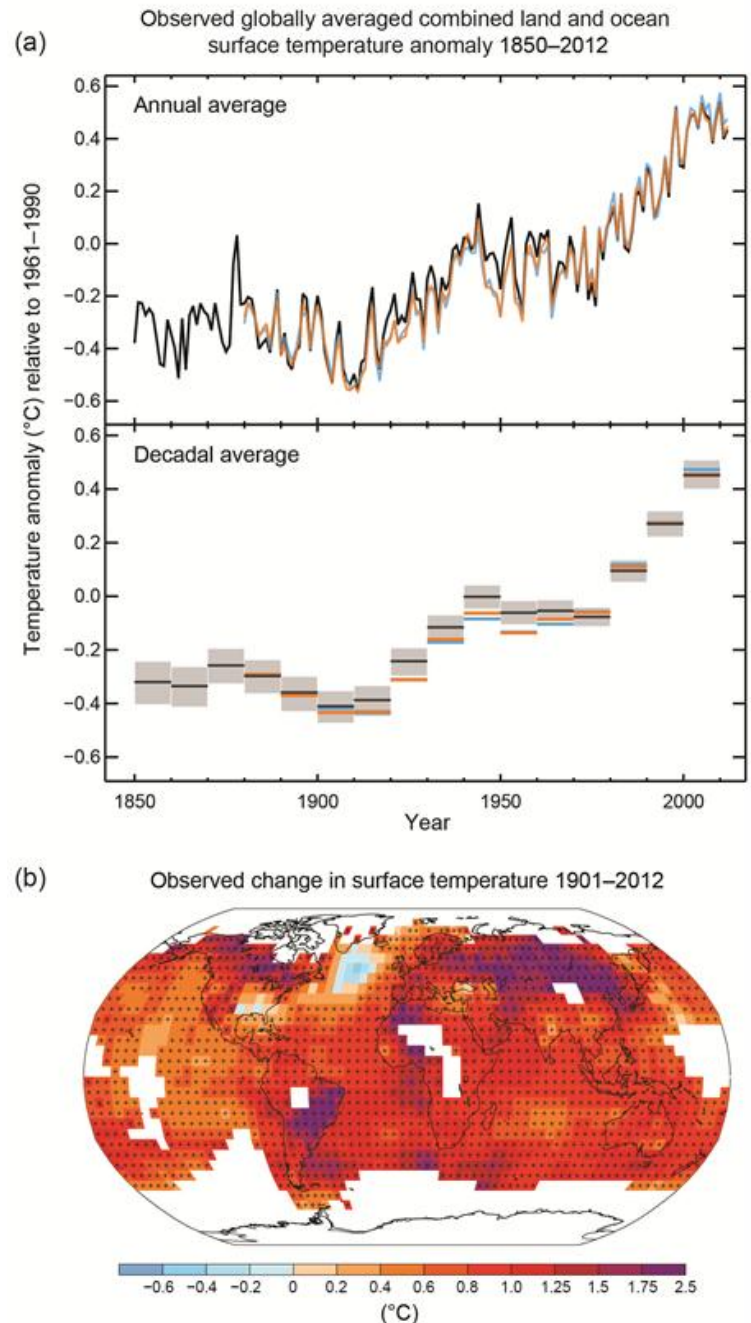 Observed globally averaged combined land and ocean
(a) surface temperature anomaly 1850–2012
Annual average
0.6
0.4
0.2
0.0
−0.2
−0.4
−0.6
Temperature anomaly (°C) relative to 1961–1990
Decadal average
0.6
0.4
0.2
0.0
−0.2
−0.4
−0.6
1850 1900 1950 2000
Year
(b) Observed change in surface temperature 1901–2012
−0.6 −0.4 −0.2 0 0.2 0.4 0.6 0.8 1.0 1.25 1.5 1.75 2.5
(°C)